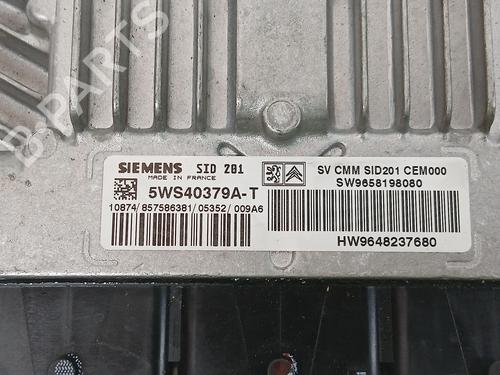 SIEMENS SID 201
MADE IN FRANCE
5WS40379A-T
10874/857586381/05352/009A6
SV CMM SID201 CEM000
SW9658198080
HW9648237680
B-PARTS